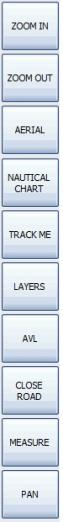 ZOOM IN
ZOOM OUT
AERIAL
NAUTICAL
CHART
TRACK ME
LAYERS
AVL
CLOSE
ROAD
MEASURE
PAN